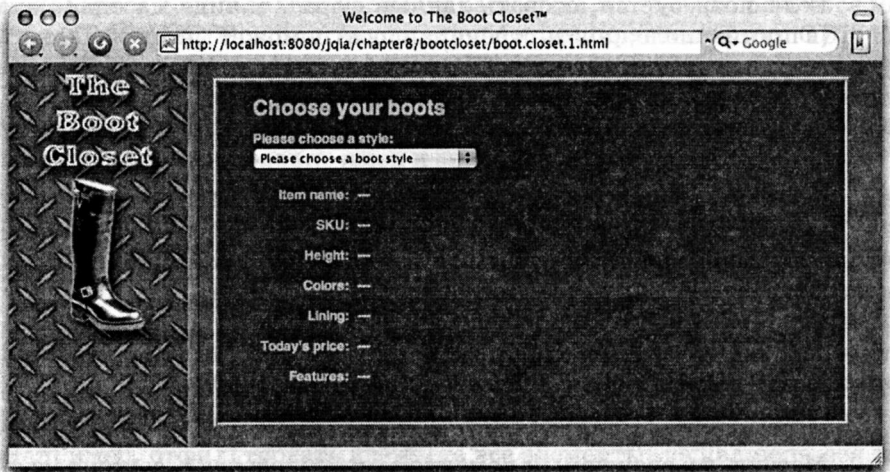 Welcome to The Boot Closet™
http://localhost:8080/jqia/chapter8/bootcloset/boot.closet.1.html
Google
The
Boot
Closet
Choose your boots
Please choose a style:
Please choose a boot style
Item name: —
SKU: —
Height: —
Colors: —
Lining: —
Today's price: —
Features: —